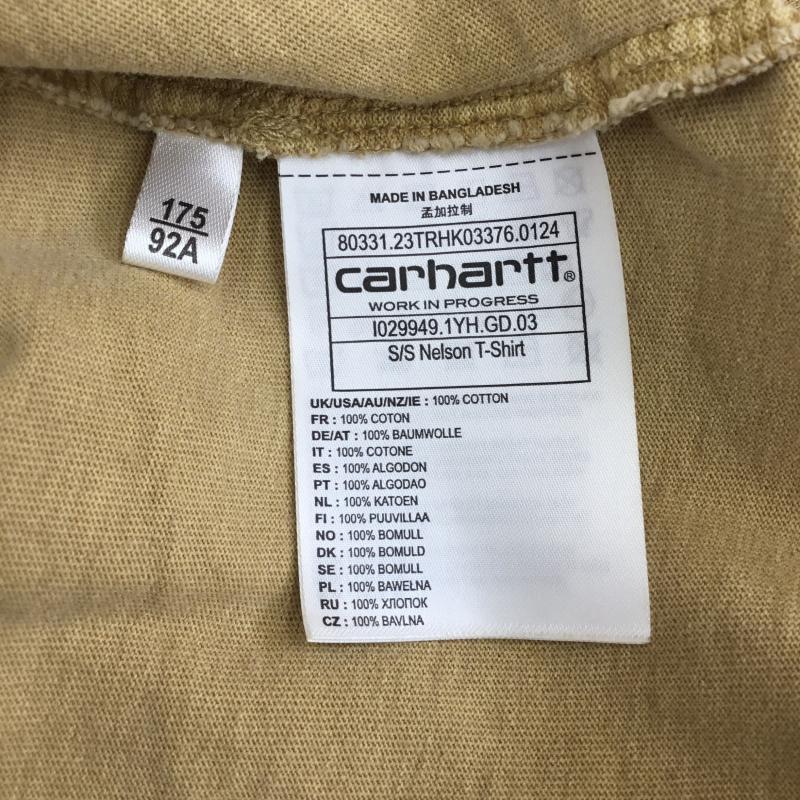 175
92A
MADE IN BANGLADESH
孟加拉制
80331.23TRHK03376.0124
carhartt®
WORK IN PROGRESS
I029949.1YH.GD.03
S/S Nelson T-Shirt
UK/USA/AU/NZ/IE : 100% COTTON
FR : 100% COTON
DE/AT : 100% BAUMWOLLE
IT : 100% COTONE
ES : 100% ALGODON
PT : 100% ALGODAO
NL : 100% KATOEN
FI : 100% PUUVILLAA
NO : 100% BOMULL
DK : 100% BOMULD
SE : 100% BOMULL
PL : 100% BAWEŁNA
RU : 100% ХЛОПОК
CZ : 100% BAVLNA